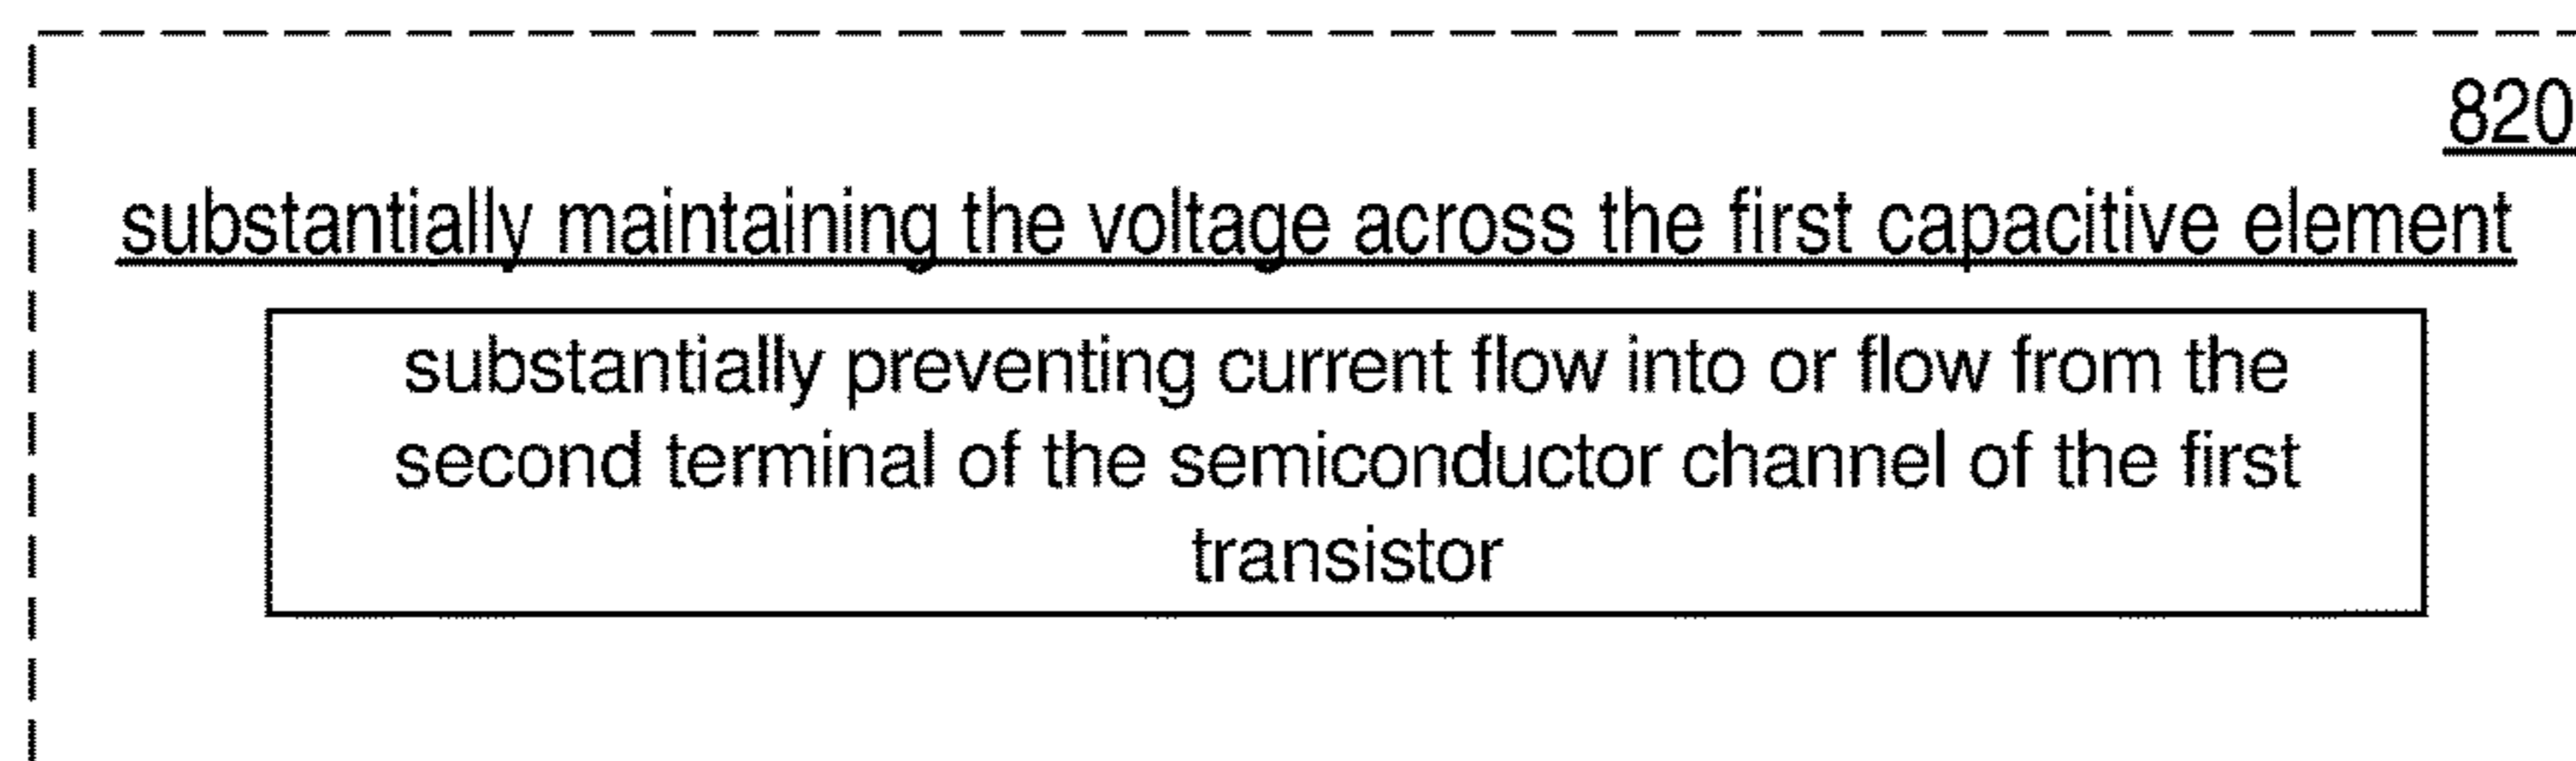 820
substantially maintaining the voltage across the first capacitive element
substantially preventing current flow into or flow from the
second terminal of the semiconductor channel of the first
transistor